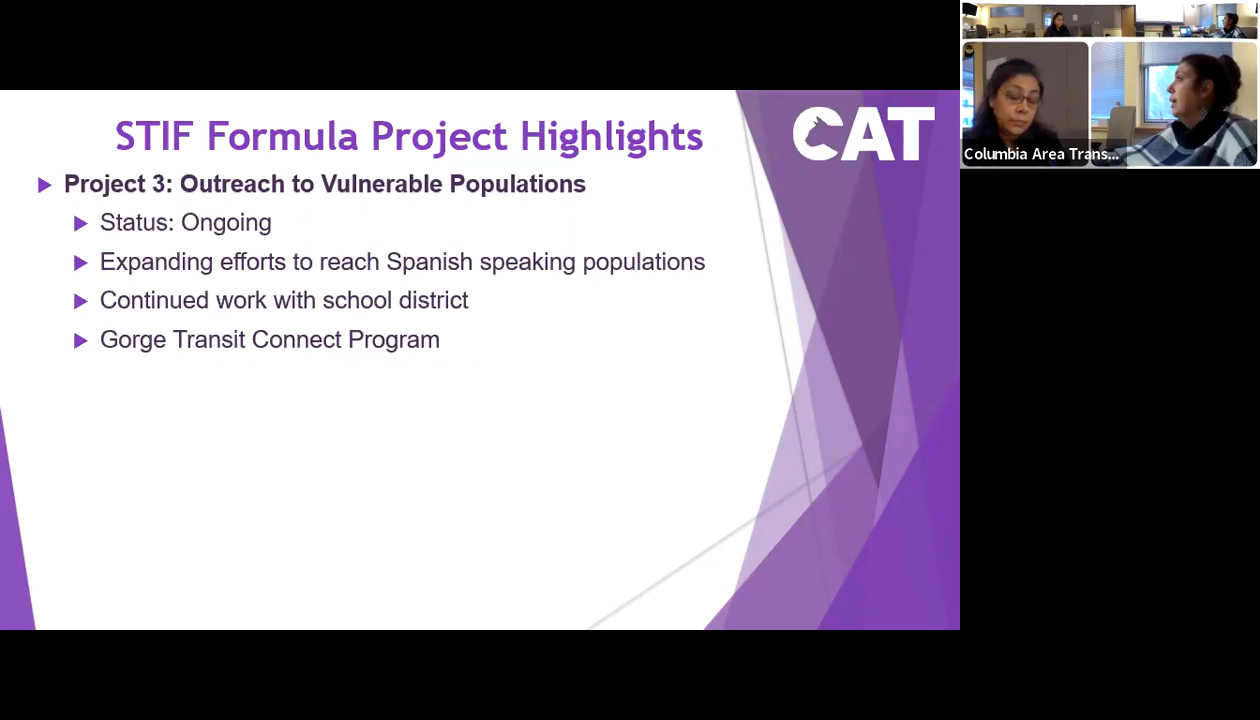 STIF Formula Project Highlights
CAT
Project 3: Outreach to Vulnerable Populations
Status: Ongoing
Expanding efforts to reach Spanish speaking populations
Continued work with school district
Gorge Transit Connect Program
Columbia Area Trans...